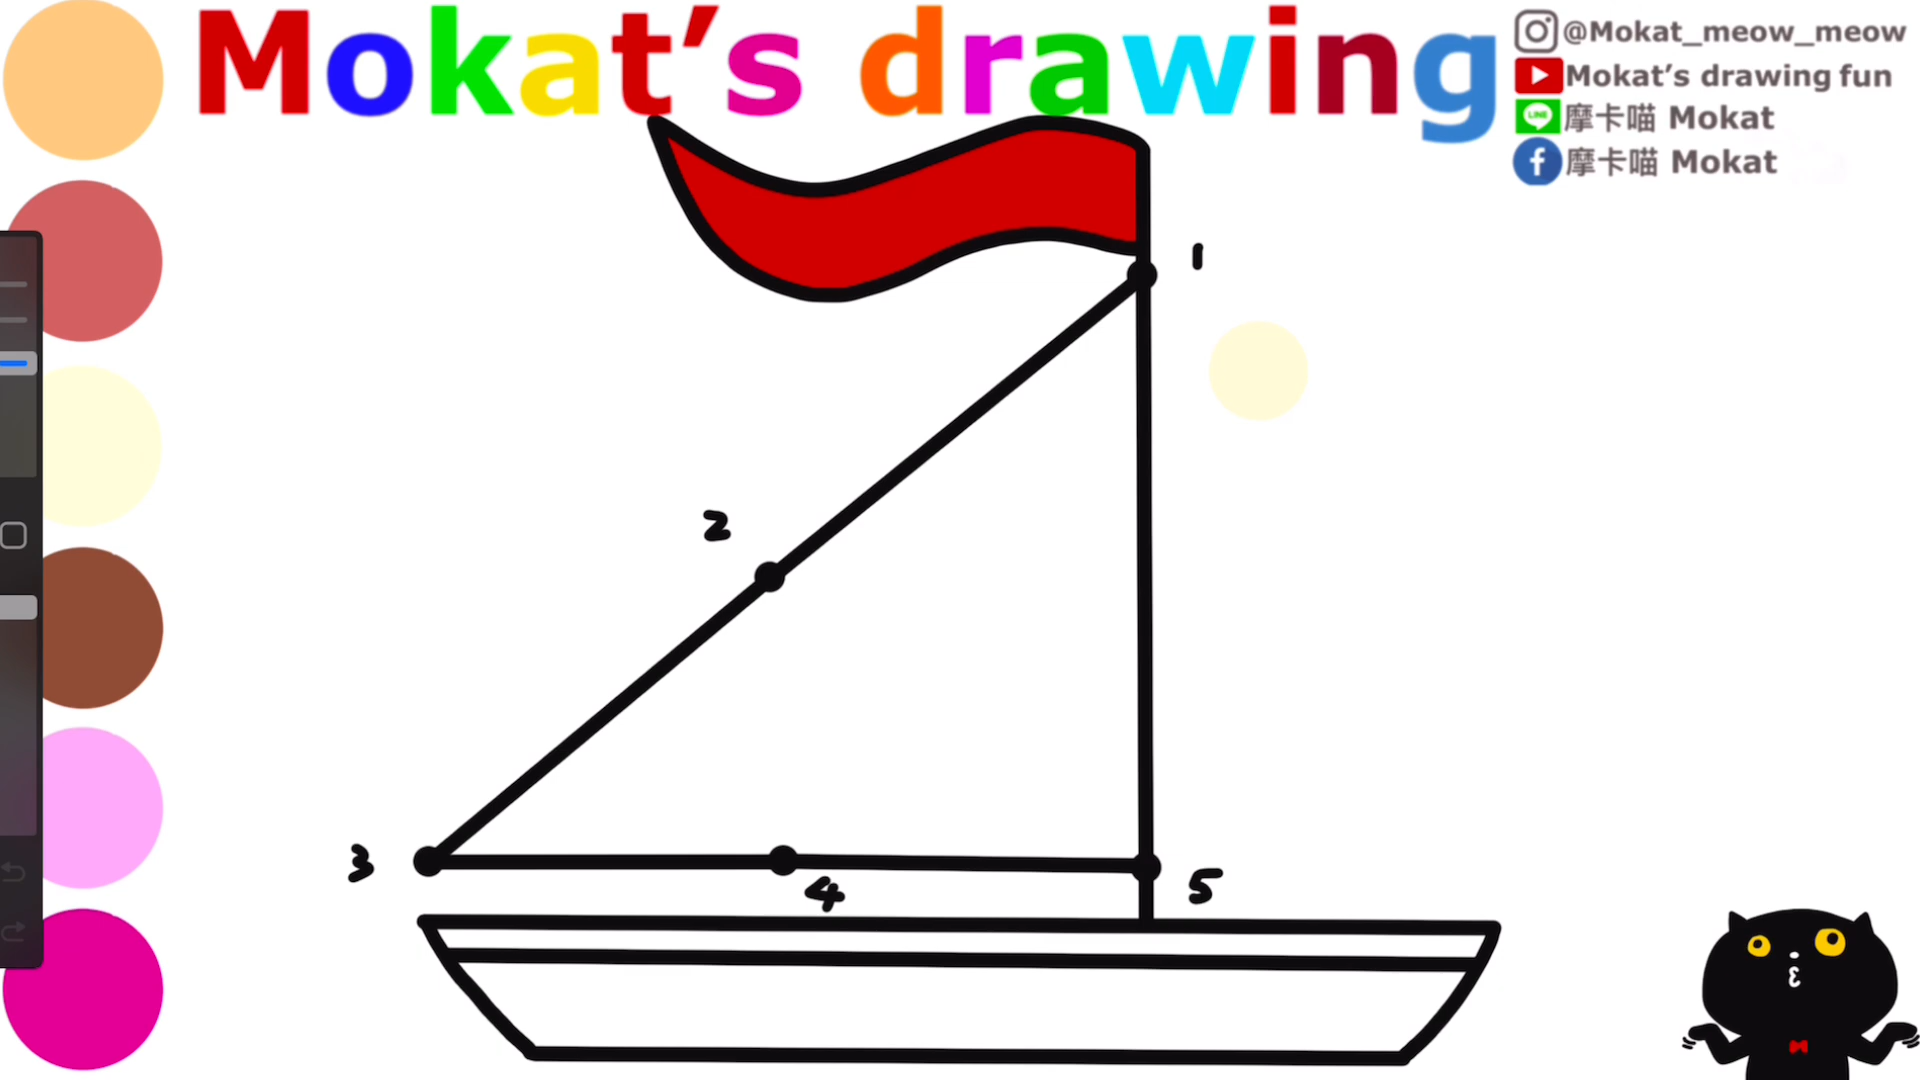 Mokat's drawing
@Mokat_meow_meow
Mokat's drawing fun
LINE
摩卡喵 Mokat
f
摩卡喵 Mokat
1
2
3
4
5